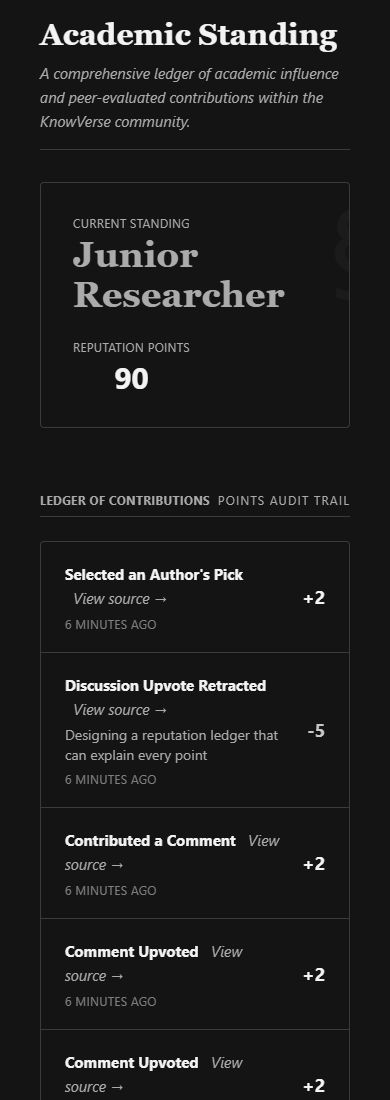 Academic Standing
A comprehensive ledger of academic influence
and peer-evaluated contributions within the
KnowVerse community.
CURRENT STANDING
Junior
Researcher
REPUTATION POINTS
90
LEDGER OF CONTRIBUTIONS POINTS AUDIT TRAIL
Selected an Author's Pick
View source →
+2
6 MINUTES AGO
Discussion Upvote Retracted
View source →
Designing a reputation ledger that
can explain every point
-5
6 MINUTES AGO
Contributed a Comment View
source →
+2
6 MINUTES AGO
Comment Upvoted View
source →
+2
6 MINUTES AGO
Comment Upvoted View
source →
+2